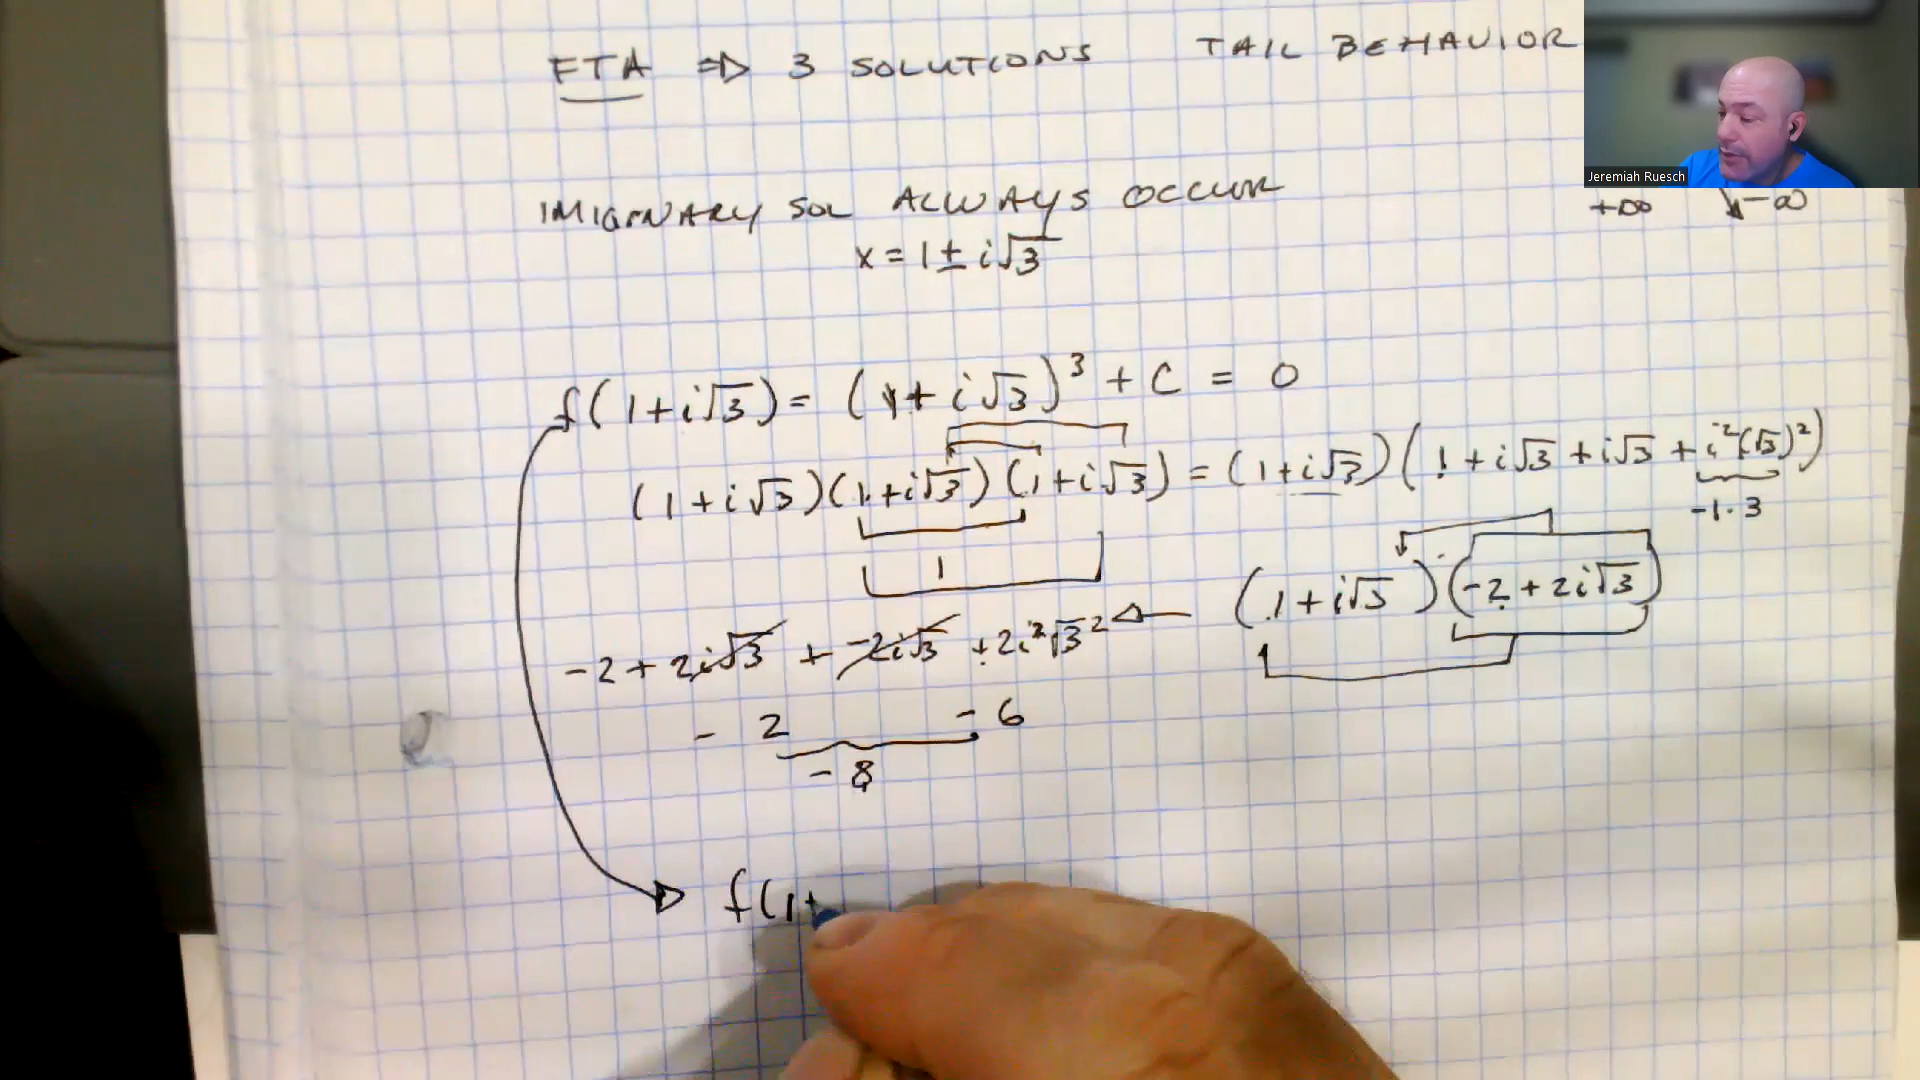 FTA ⇒ 3 SOLUTIONS TAIL BEHAVIOR
Jeremiah Ruesch
+∞ ↘ -∞
IMIGNARY SOL ALWAYS OCCUR
x = 1 ± i√3
f(1+i√3) = (1+i√3)³ + C = 0
(1+i√3)(1+i√3)(1+i√3) = (1+i√3)(1+i√3+i√3+i²(√3)²)
-1·3
1
(1+i√3)(-2+2i√3)
-2+2i√3 + -2i√3 +2i²√3²
- 2 - 6
- 8
f(1+